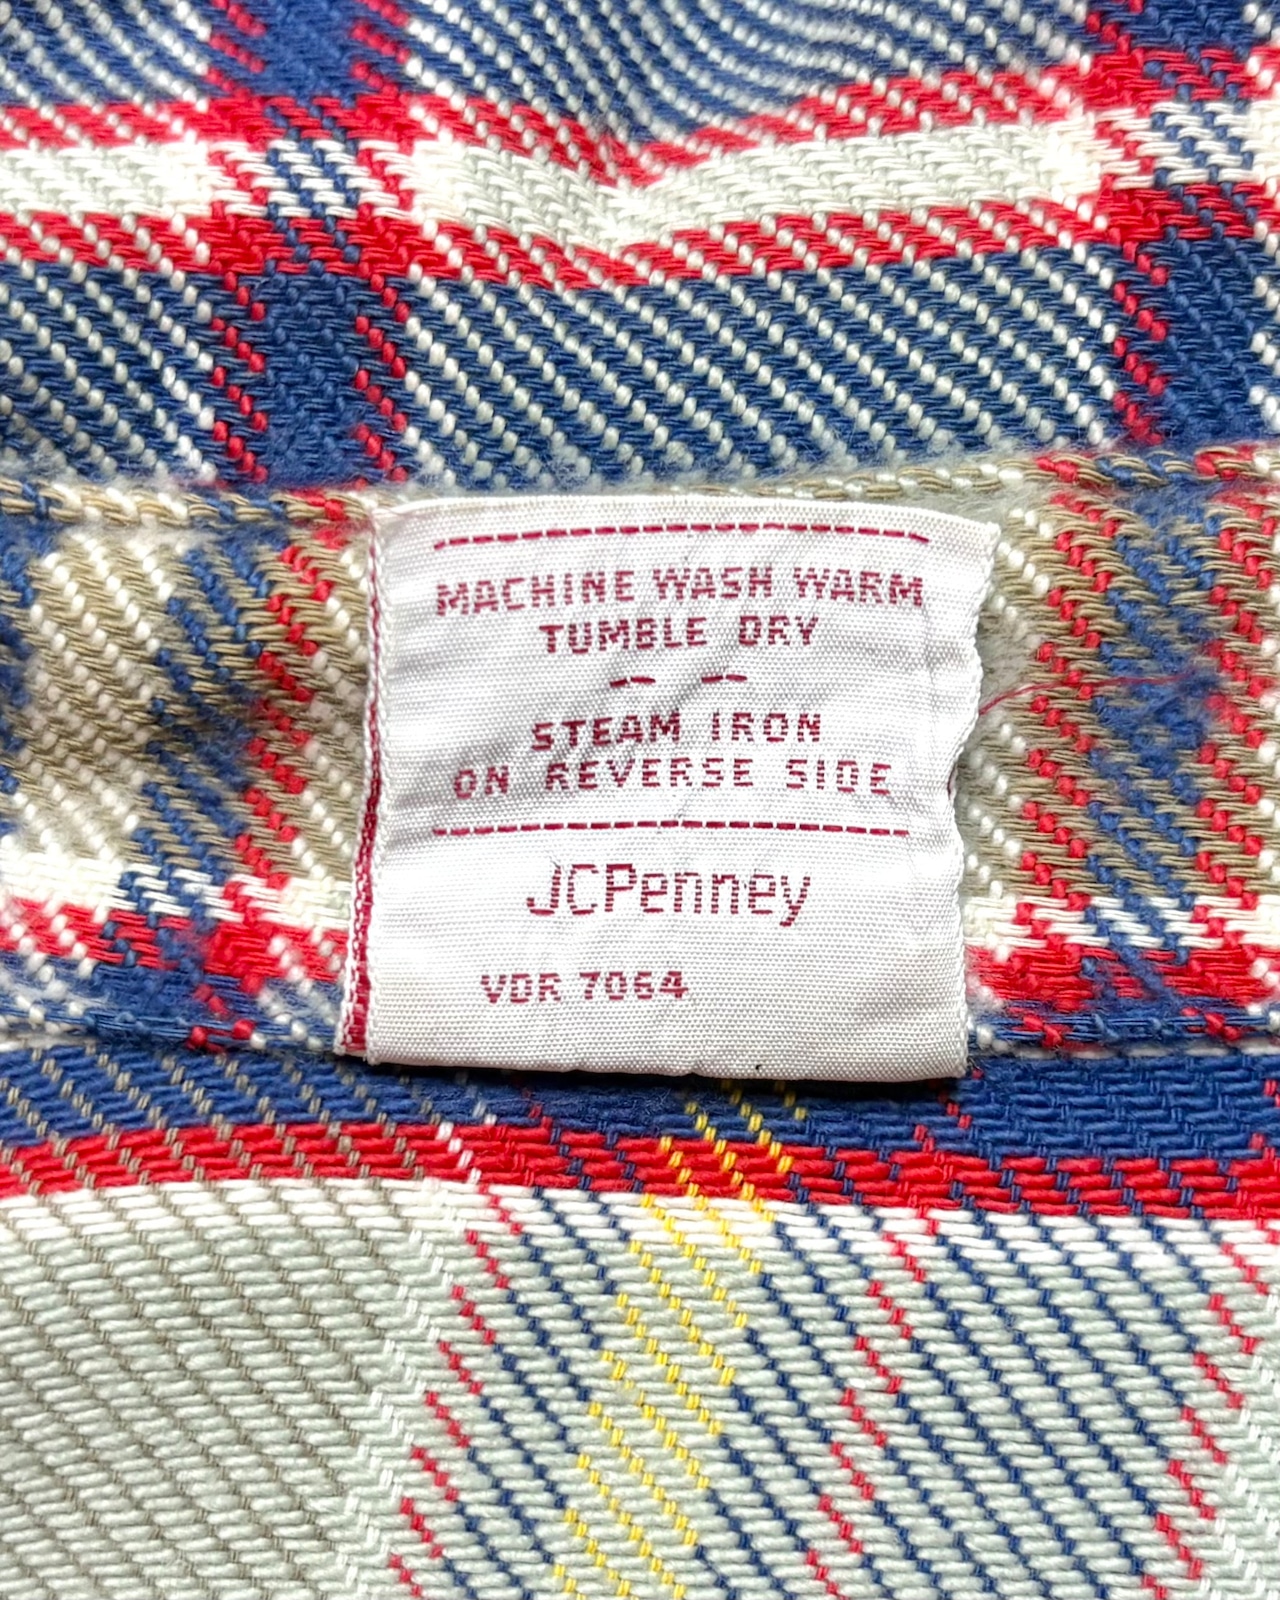 MACHINE WASH WARM
TUMBLE DRY
STEAM IRON
ON REVERSE SIDE
JCPenney
VDR 7064